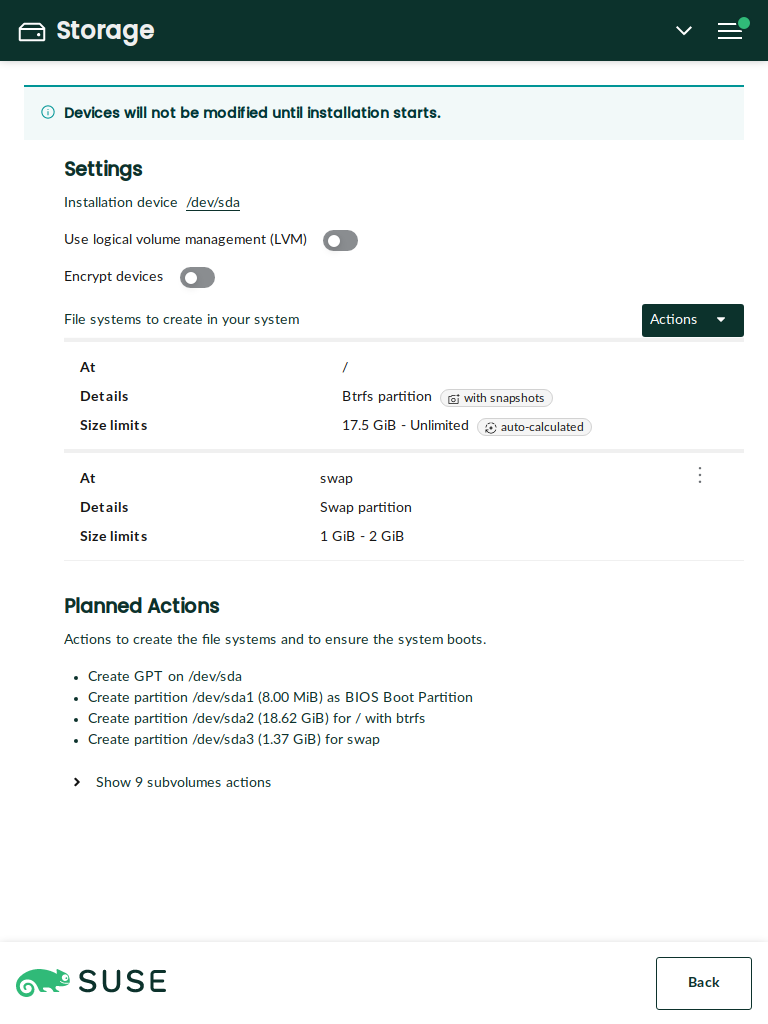 Storage
Devices will not be modified until installation starts.
Settings
Installation device /dev/sda
Use logical volume management (LVM)
Encrypt devices
File systems to create in your system
Actions
At /
Details Btrfs partition with snapshots
Size limits 17.5 GiB - Unlimited auto-calculated
At swap
Details Swap partition
Size limits 1 GiB - 2 GiB
Planned Actions
Actions to create the file systems and to ensure the system boots.
• Create GPT on /dev/sda
• Create partition /dev/sda1 (8.00 MiB) as BIOS Boot Partition
• Create partition /dev/sda2 (18.62 GiB) for / with btrfs
• Create partition /dev/sda3 (1.37 GiB) for swap
Show 9 subvolumes actions
SUSE
Back